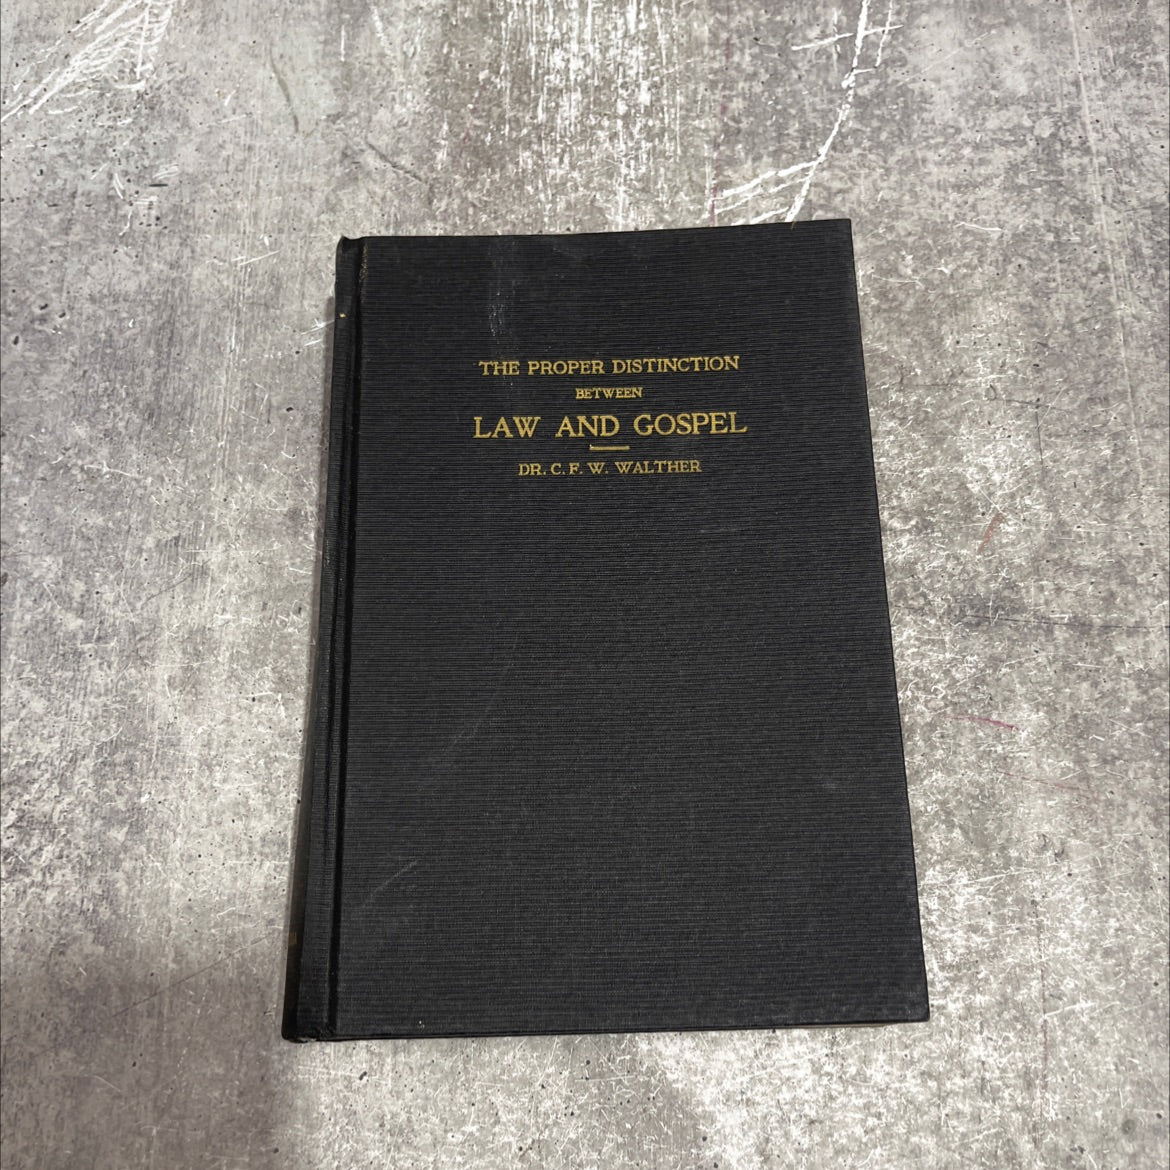 THE PROPER DISTINCTION
BETWEEN
LAW AND GOSPEL
DR. C. F. W. WALTHER